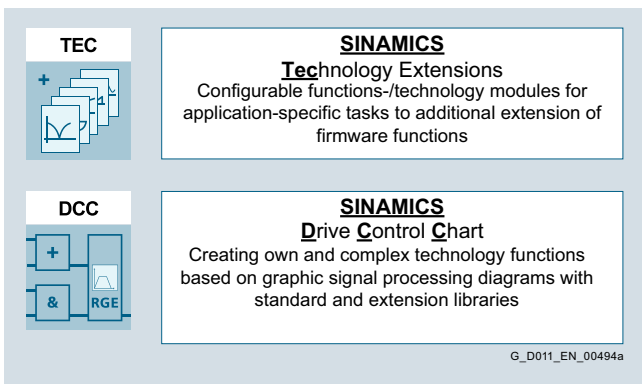 TEC
+
SINAMICS
Technology Extensions
Configurable functions-/technology modules for
application-specific tasks to additional extension of
firmware functions
DCC
+
&
RGE
SINAMICS
Drive Control Chart
Creating own and complex technology functions
based on graphic signal processing diagrams with
standard and extension libraries
G_D011_EN_00494a